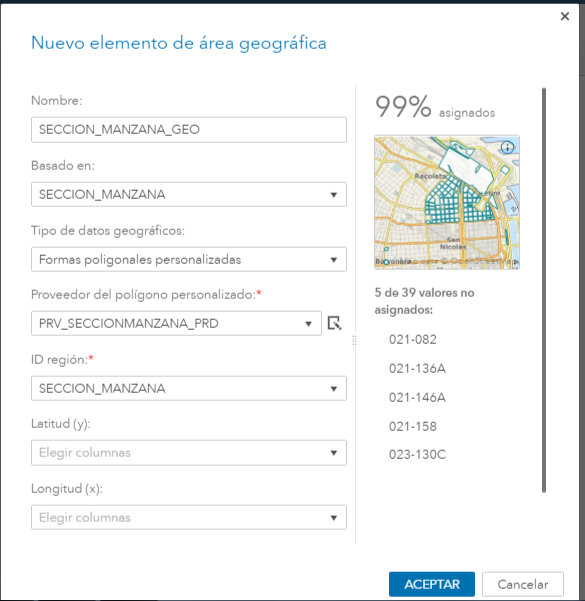 Nuevo elemento de área geográfica
Nombre:
SECCION_MANZANA_GEO
Basado en:
SECCION_MANZANA
Tipo de datos geográficos:
Formas poligonales personalizadas
Proveedor del polígono personalizado:*
PRV_SECCIONMANZANA_PRD
ID región:*
SECCION_MANZANA
Latitud (y):
Elegir columnas
Longitud (x):
Elegir columnas
99% asignados
Recoleta
San
Nicolás
5 de 39 valores no
asignados:
021-082
021-136A
021-146A
021-158
023-130C
ACEPTAR
Cancelar